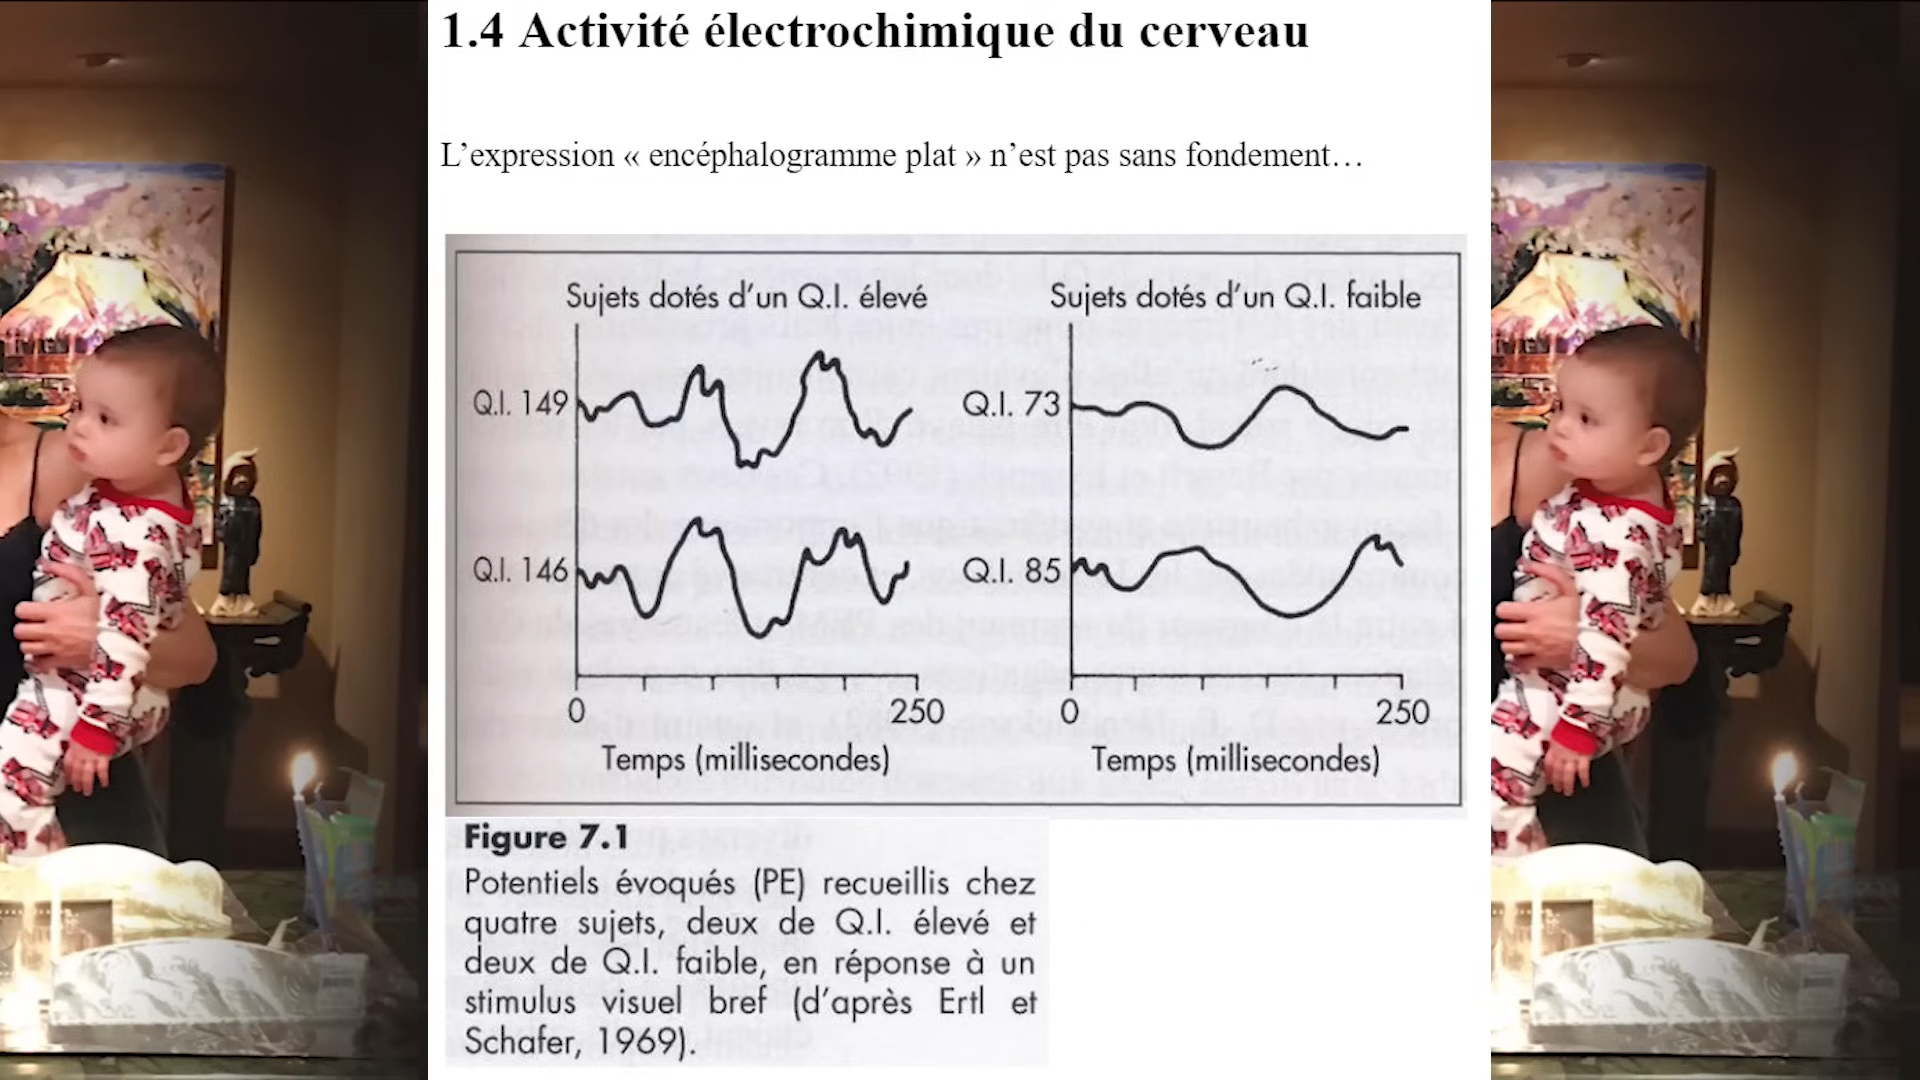 1.4 Activité électrochimique du cerveau
L’expression « encéphalogramme plat » n’est pas sans fondement…
Sujets dotés d’un Q.I. élevé
Sujets dotés d’un Q.I. faible
Q.I. 149
Q.I. 73
Q.I. 146
Q.I. 85
0 250
0 250
Temps (millisecondes)
Temps (millisecondes)
Figure 7.1
Potentiels évoqués (PE) recueillis chez
quatre sujets, deux de Q.I. élevé et
deux de Q.I. faible, en réponse à un
stimulus visuel bref (d’après Ertl et
Schafer, 1969).